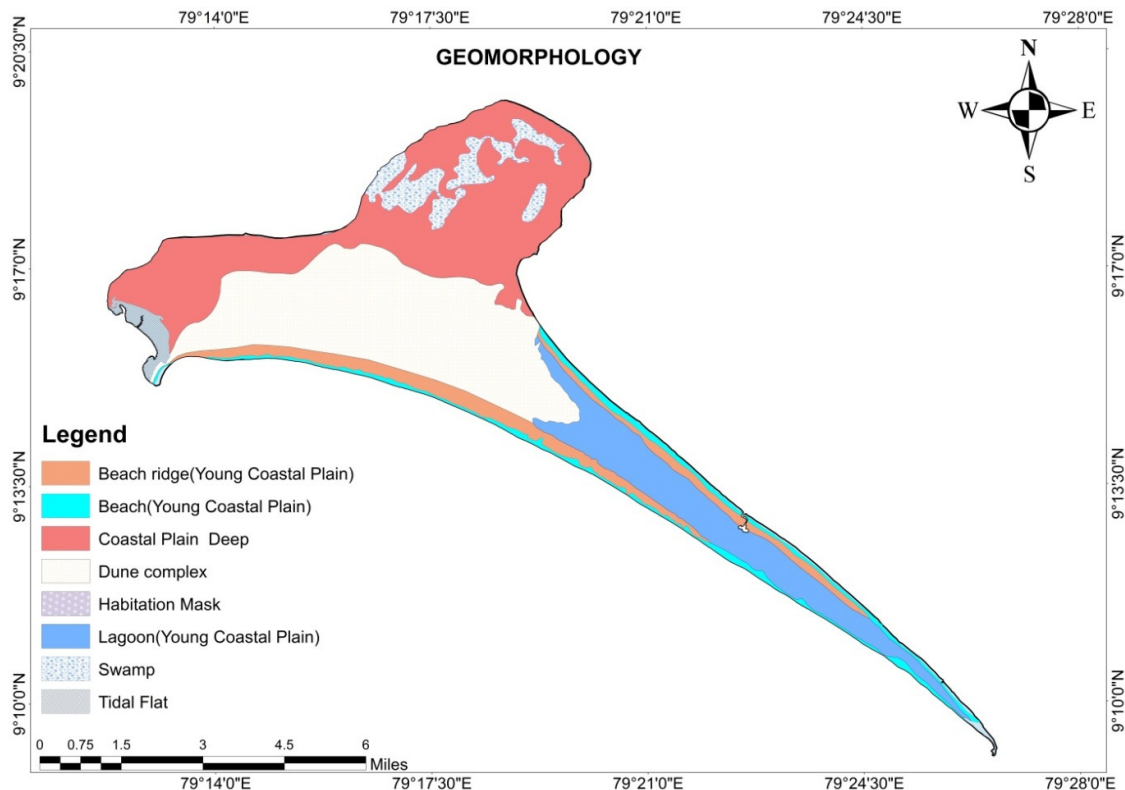 79°14'0"E 79°17'30"E 79°21'0"E 79°24'30"E 79°28'0"E
9°20'30"N
GEOMORPHOLOGY
N
W E
S
9°17'0"N 9°17'0"N
Legend
Beach ridge(Young Coastal Plain)
9°13'30"N 9°13'30"N
Beach(Young Coastal Plain)
Coastal Plain Deep
Dune complex
Habitation Mask
Lagoon(Young Coastal Plain)
Swamp
9°10'0"N 9°10'0"N
Tidal Flat
0 0.75 1.5 3 4.5 6
Miles
79°14'0"E 79°17'30"E 79°21'0"E 79°24'30"E 79°28'0"E